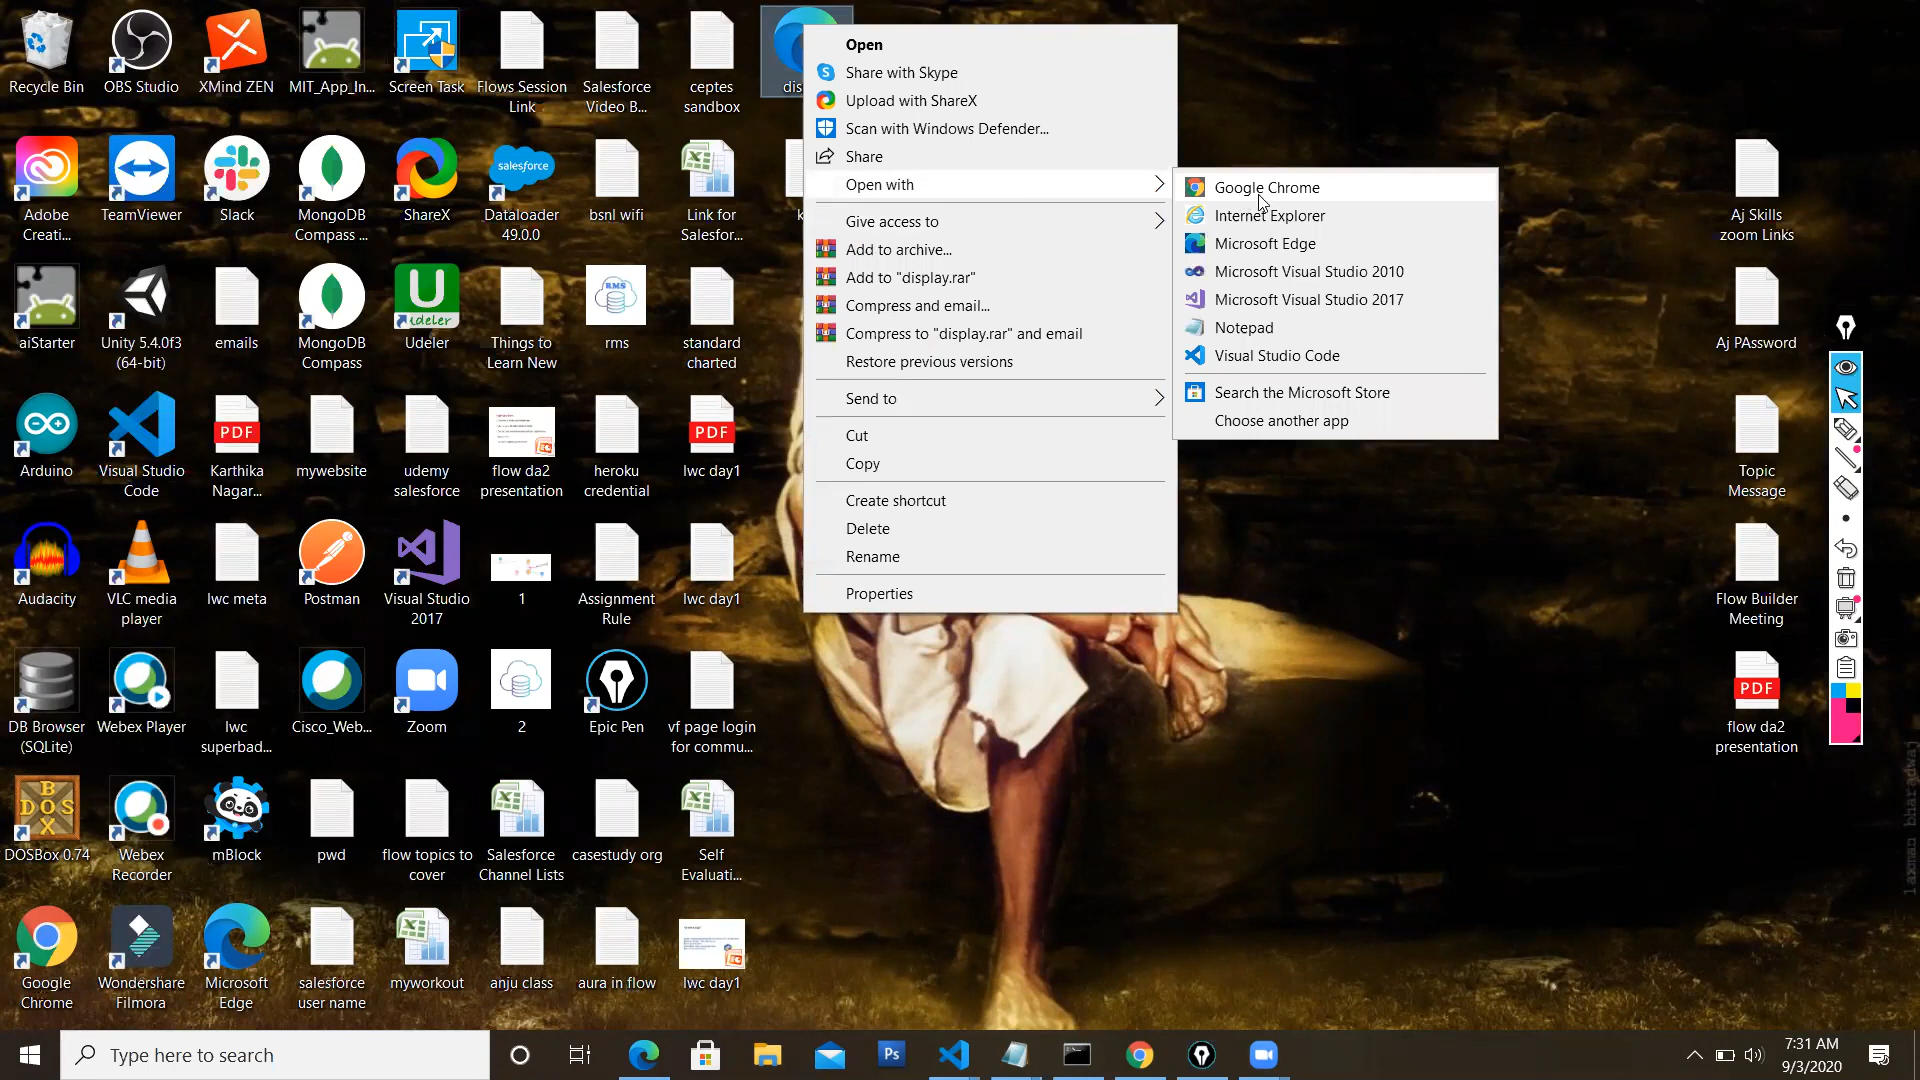 Recycle Bin
OBS Studio
XMind ZEN
MIT_App_In...
Screen Task
Flows Session
Link
Salesforce
Video B...
ceptes
sandbox
dis
Adobe
Creati...
TeamViewer
Slack
MongoDB
Compass ...
ShareX
salesforce
Dataloader
49.0.0
bsnl wifi
Link for
Salesfor...
k
aiStarter
Unity 5.4.0f3
(64-bit)
emails
MongoDB
Compass
U
udeler
Udeler
Things to
Learn New
RMS
rms
standard
charted
Arduino
Visual Studio
Code
PDF
Karthika
Nagar...
mywebsite
udemy
salesforce
flow da2
presentation
heroku
credential
PDF
lwc day1
Audacity
VLC media
player
lwc meta
Postman
Visual Studio
2017
1
Assignment
Rule
lwc day1
DB Browser
(SQLite)
Webex Player
lwc
superbad...
Cisco_Web...
Zoom
2
Epic Pen
vf page login
for commu...
B
DOS
X
DOSBox 0.74
Webex
Recorder
mBlock
pwd
flow topics to
cover
Salesforce
Channel Lists
casestudy org
Self
Evaluati...
Google
Chrome
Wondershare
Filmora
Microsoft
Edge
salesforce
user name
myworkout
anju class
aura in flow
lwc day1
Open
Share with Skype
Upload with ShareX
Scan with Windows Defender...
Share
Open with
Give access to
Add to archive...
Add to "display.rar"
Compress and email...
Compress to "display.rar" and email
Restore previous versions
Send to
Cut
Copy
Create shortcut
Delete
Rename
Properties
Google Chrome
Internet Explorer
Microsoft Edge
Microsoft Visual Studio 2010
Microsoft Visual Studio 2017
Notepad
Visual Studio Code
Search the Microsoft Store
Choose another app
Aj Skills
zoom Links
Aj PAssword
Topic
Message
Flow Builder
Meeting
PDF
flow da2
presentation
laxman bharadwaj
Type here to search
Ps
7:31 AM
9/3/2020